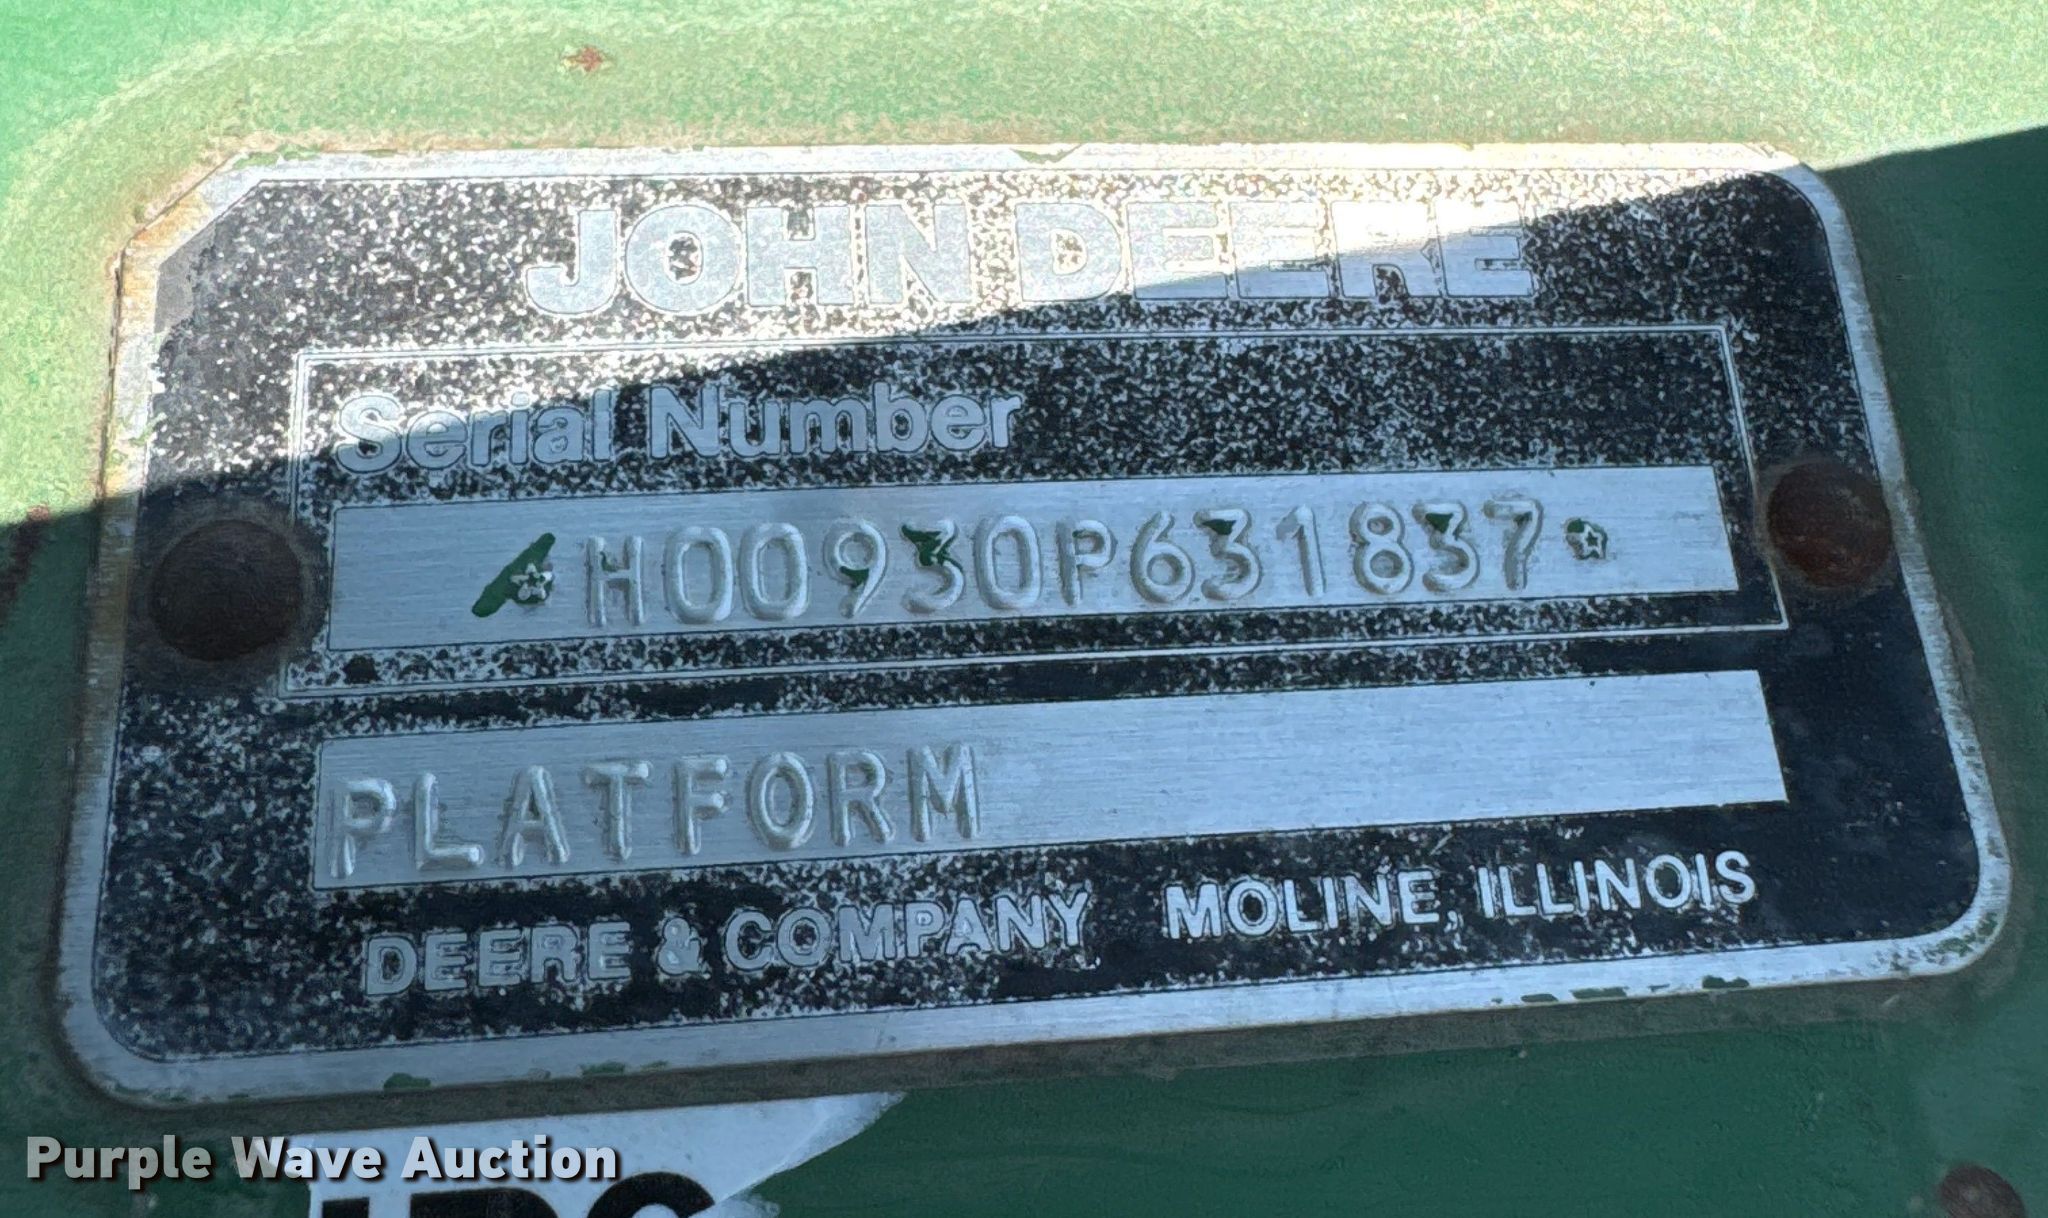 JOHN DEERE
Serial Number
*H00930P631837*
PLATFORM
DEERE & COMPANY MOLINE, ILLINOIS
Purple Wave Auction